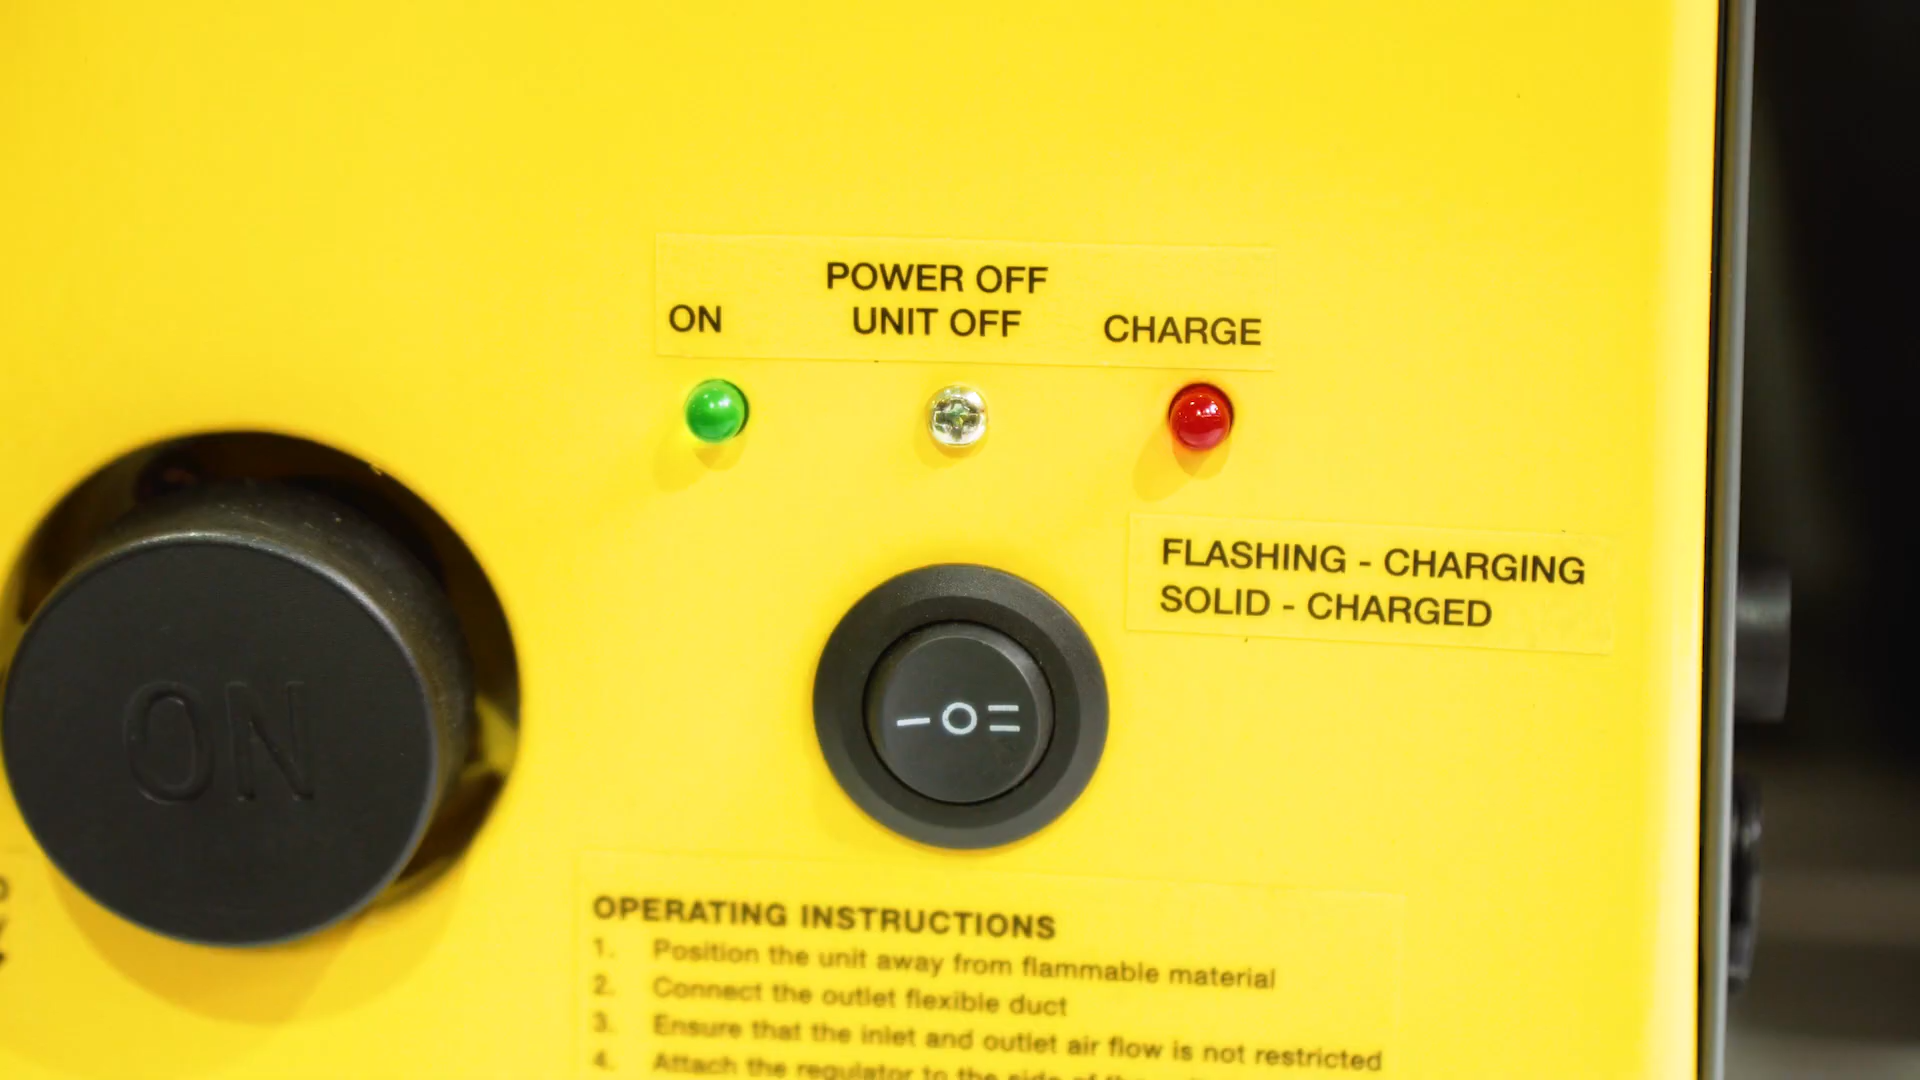 POWER OFF
ON UNIT OFF CHARGE
FLASHING - CHARGING
SOLID - CHARGED
ON
OPERATING INSTRUCTIONS
1. Position the unit away from flammable material
2. Connect the outlet flexible duct
3. Ensure that the inlet and outlet air flow is not restricted
4. Attach the regulator to the side of